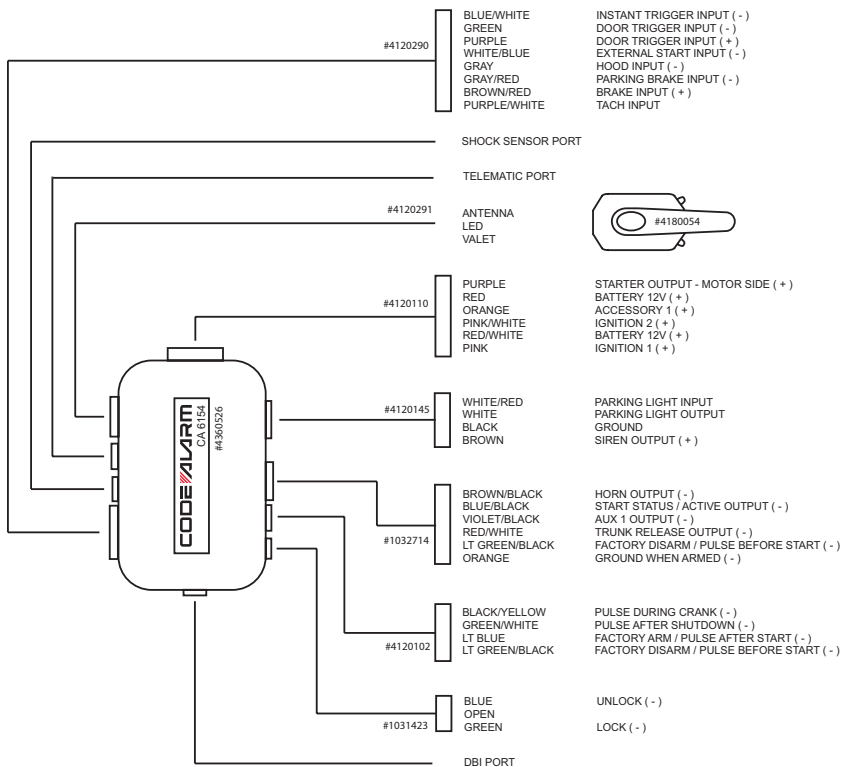 #4120290
BLUE/WHITE INSTANT TRIGGER INPUT ( - )
GREEN DOOR TRIGGER INPUT ( - )
PURPLE DOOR TRIGGER INPUT ( + )
WHITE/BLUE EXTERNAL START INPUT ( - )
GRAY HOOD INPUT ( - )
GRAY/RED PARKING BRAKE INPUT ( - )
BROWN/RED BRAKE INPUT ( + )
PURPLE/WHITE TACH INPUT
SHOCK SENSOR PORT
TELEMATIC PORT
#4120291
ANTENNA
LED
VALET
#4180054
#4120110
PURPLE STARTER OUTPUT - MOTOR SIDE ( + )
RED BATTERY 12V ( + )
ORANGE ACCESSORY 1 ( + )
PINK/WHITE IGNITION 2 ( + )
RED/WHITE BATTERY 12V ( + )
PINK IGNITION 1 ( + )
CODE ALARM
CA 6154
#4360526
#4120145
WHITE/RED PARKING LIGHT INPUT
WHITE PARKING LIGHT OUTPUT
BLACK GROUND
BROWN SIREN OUTPUT ( + )
#1032714
BROWN/BLACK HORN OUTPUT ( - )
BLUE/BLACK START STATUS / ACTIVE OUTPUT ( - )
VIOLET/BLACK AUX 1 OUTPUT ( - )
RED/WHITE TRUNK RELEASE OUTPUT ( - )
LT GREEN/BLACK FACTORY DISARM / PULSE BEFORE START ( - )
ORANGE GROUND WHEN ARMED ( - )
#4120102
BLACK/YELLOW PULSE DURING CRANK ( - )
GREEN/WHITE PULSE AFTER SHUTDOWN ( - )
LT BLUE FACTORY ARM / PULSE AFTER START ( - )
LT GREEN/BLACK FACTORY DISARM / PULSE BEFORE START ( - )
#1031423
BLUE UNLOCK ( - )
OPEN
GREEN LOCK ( - )
DBI PORT